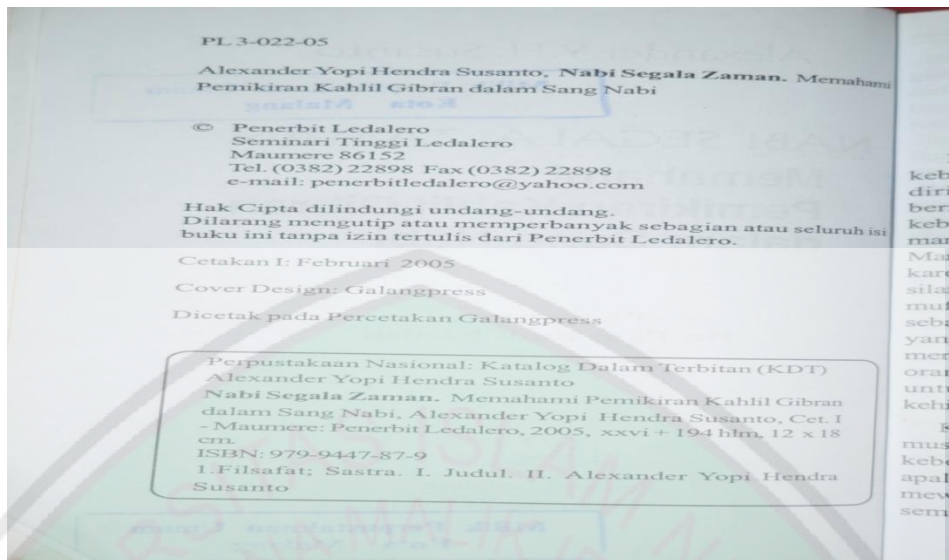 PL 3-022-05
Alexander Yopi Hendra Susanto, Nabi Segala Zaman. Memahami
Pemikiran Kahlil Gibran dalam Sang Nabi
© Penerbit Ledalero
Seminari Tinggi Ledalero
Maumere 86152
Tel. (0382) 22898 Fax (0382) 22898
e-mail: penerbitledalero@yahoo.com
Hak Cipta dilindungi undang-undang.
Dilarang mengutip atau memperbanyak sebagian atau seluruh isi
buku ini tanpa izin tertulis dari Penerbit Ledalero.
Cetakan I: Februari 2005
Cover Design: Galangpress
Dicetak pada Percetakan Galangpress
Perpustakaan Nasional: Katalog Dalam Terbitan (KDT)
Alexander Yopi Hendra Susanto
Nabi Segala Zaman. Memahami Pemikiran Kahlil Gibran
dalam Sang Nabi, Alexander Yopi Hendra Susanto, Cet. I
- Maumere: Penerbit Ledalero, 2005, xxvi + 194 hlm, 12 x 18
cm.
ISBN: 979-9447-87-9
1.Filsafat; Sastra. I. Judul. II. Alexander Yopi Hendra
Susanto